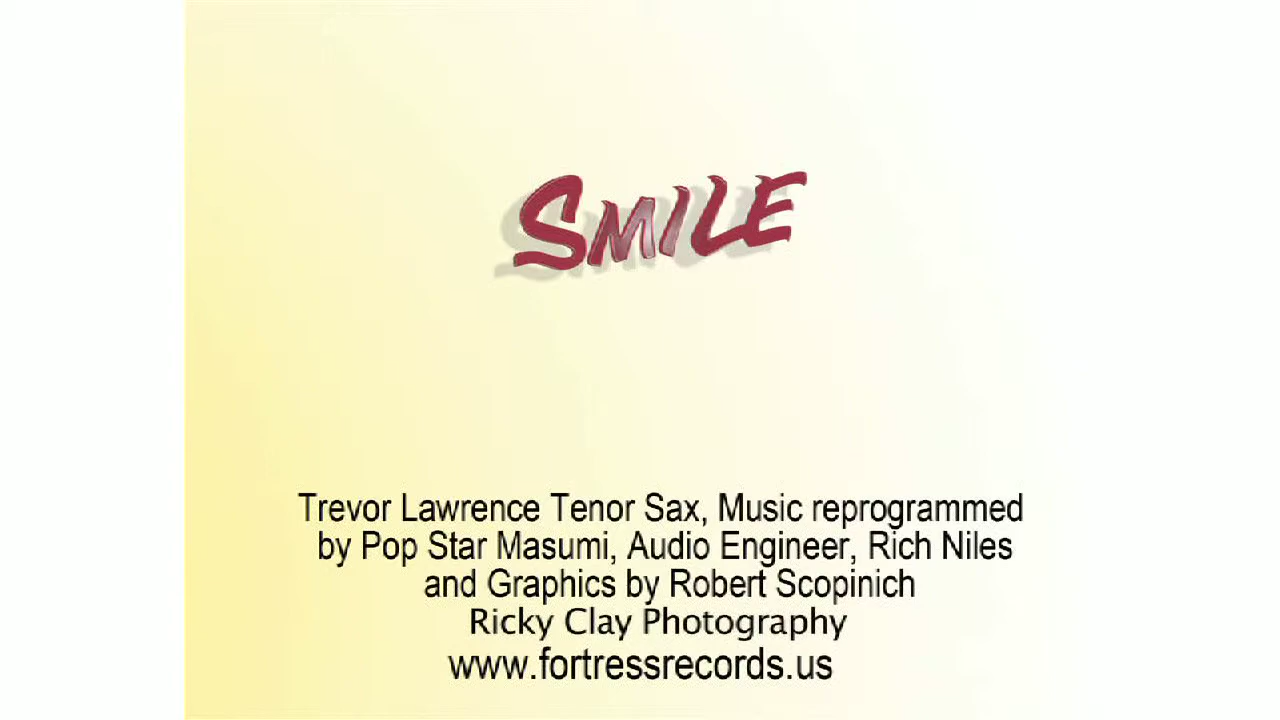 SMILE
Trevor Lawrence Tenor Sax, Music reprogrammed
by Pop Star Masumi, Audio Engineer, Rich Niles
and Graphics by Robert Scopinich
Ricky Clay Photography
www.fortressrecords.us